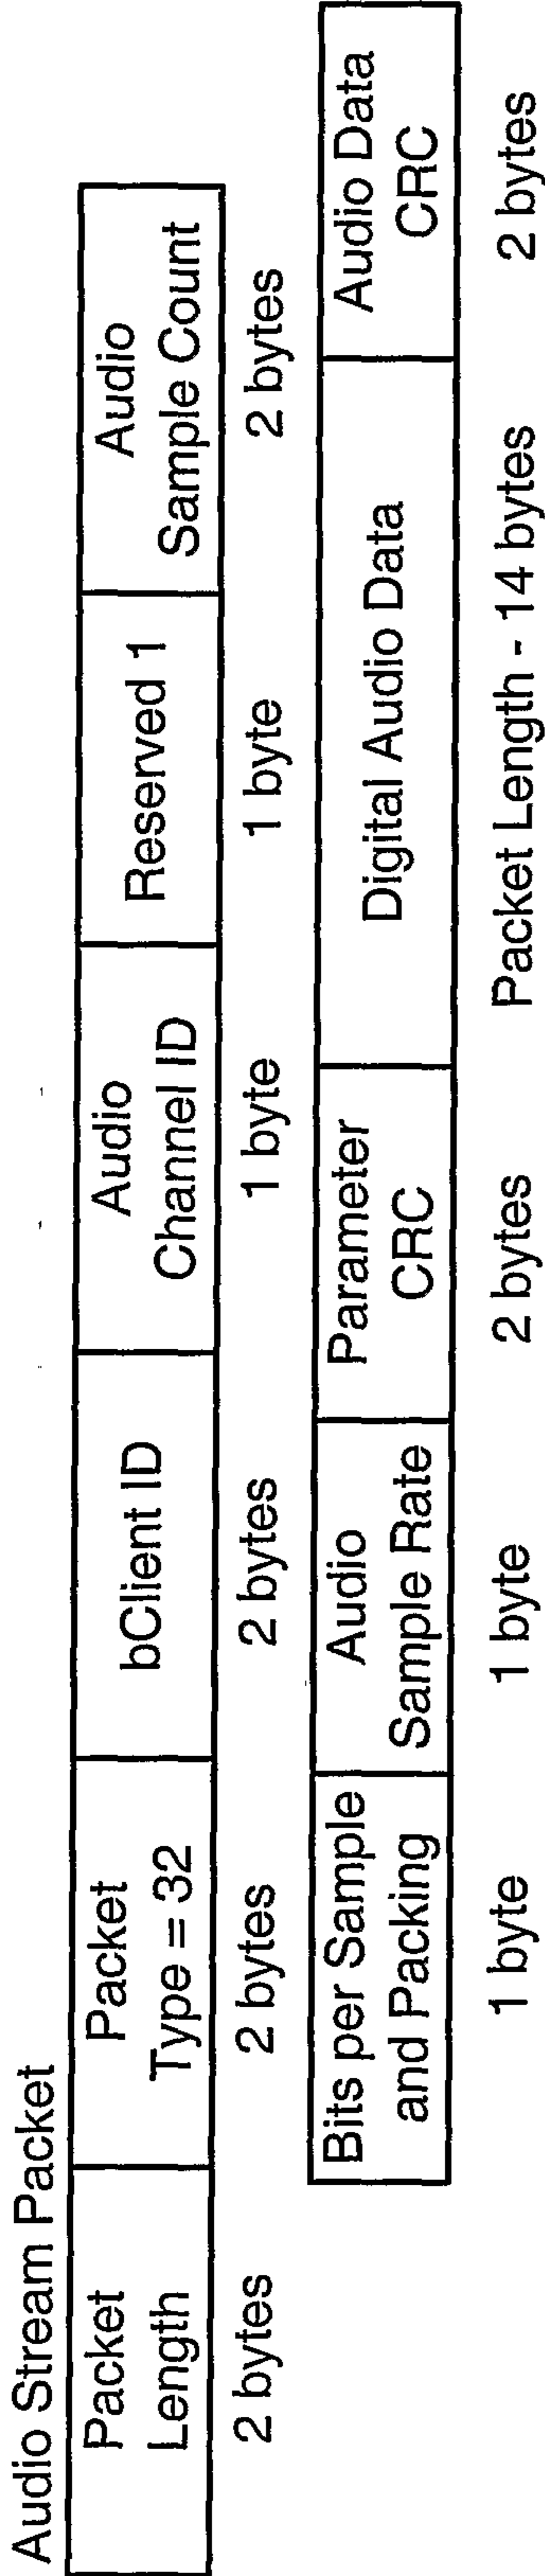 Audio Stream Packet
Packet
Length
Packet
Type = 32
bClient ID
Audio
Channel ID
Reserved 1
Audio
Sample Count
2 bytes
2 bytes
2 bytes
1 byte
1 byte
2 bytes
Bits per Sample
and Packing
Audio
Sample Rate
Parameter
CRC
Digital Audio Data
Audio Data
CRC
1 byte
1 byte
2 bytes
Packet Length - 14 bytes
2 bytes